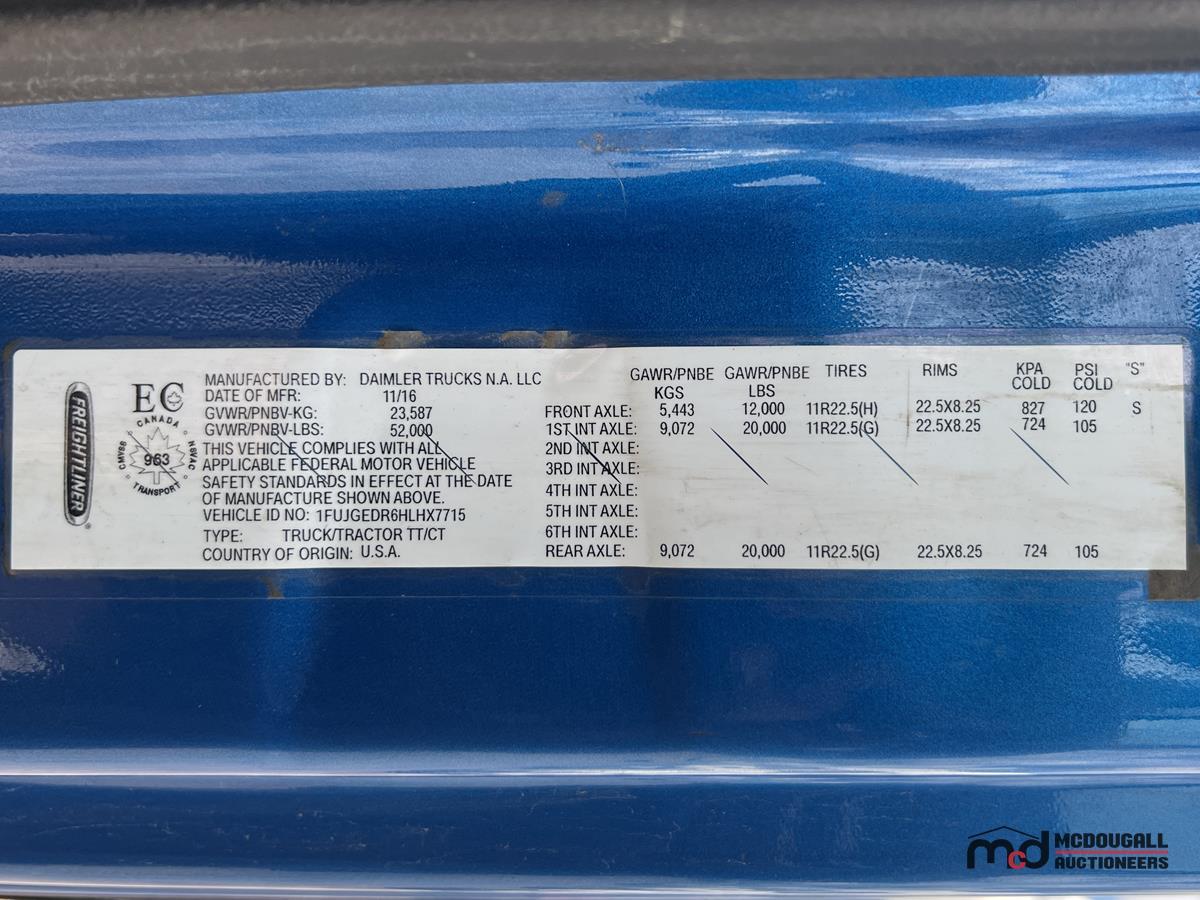 FREIGHTLINER®
EC
CANADA
CMVSS 963 NSVAC
TRANSPORT
MANUFACTURED BY: DAIMLER TRUCKS N.A. LLC
DATE OF MFR: 11/16
GVWR/PNBV-KG: 23,587
GVWR/PNBV-LBS: 52,000
THIS VEHICLE COMPLIES WITH ALL
APPLICABLE FEDERAL MOTOR VEHICLE
SAFETY STANDARDS IN EFFECT AT THE DATE
OF MANUFACTURE SHOWN ABOVE.
VEHICLE ID NO: 1FUJGEDR6HLHX7715
TYPE: TRUCK/TRACTOR TT/CT
COUNTRY OF ORIGIN: U.S.A.
GAWR/PNBE GAWR/PNBE TIRES RIMS KPA PSI "S"
KGS LBS COLD COLD
FRONT AXLE: 5,443 12,000 11R22.5(H) 22.5X8.25 827 120 S
1ST INT AXLE: 9,072 20,000 11R22.5(G) 22.5X8.25 724 105
2ND INT AXLE:
3RD INT AXLE:
4TH INT AXLE:
5TH INT AXLE:
6TH INT AXLE:
REAR AXLE: 9,072 20,000 11R22.5(G) 22.5X8.25 724 105
mcd MCDOUGALL
AUCTIONEERS